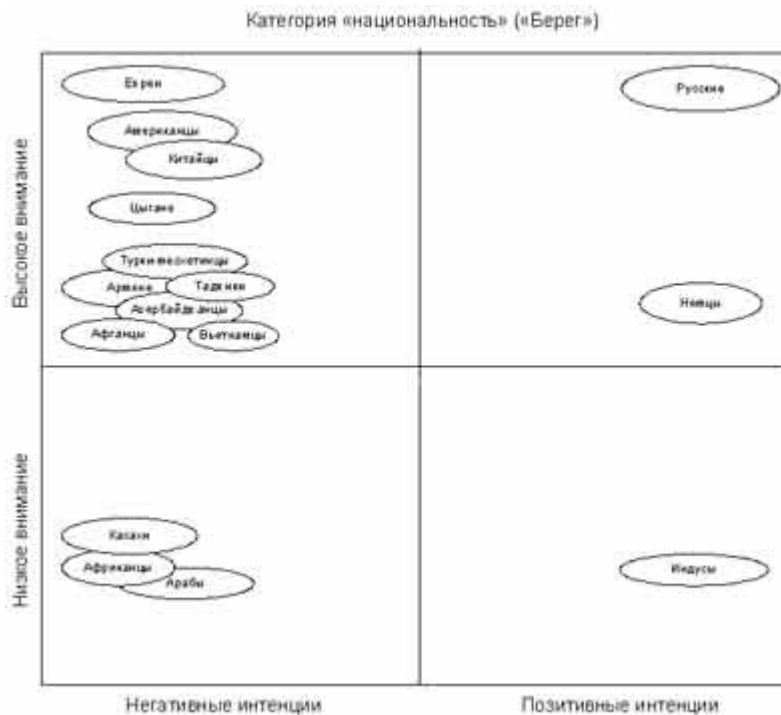 Категория «национальность» («Берег»)
Евреи
Русские
Американцы
Китайцы
Цыгане
Турки-месхетинцы
Армяне
Таджики
Азербайджанцы
Немцы
Афганцы
Вьетнамцы
Высокое внимание
Казахи
Африканцы
Арабы
Индусы
Низкое внимание
Негативные интенции
Позитивные интенции